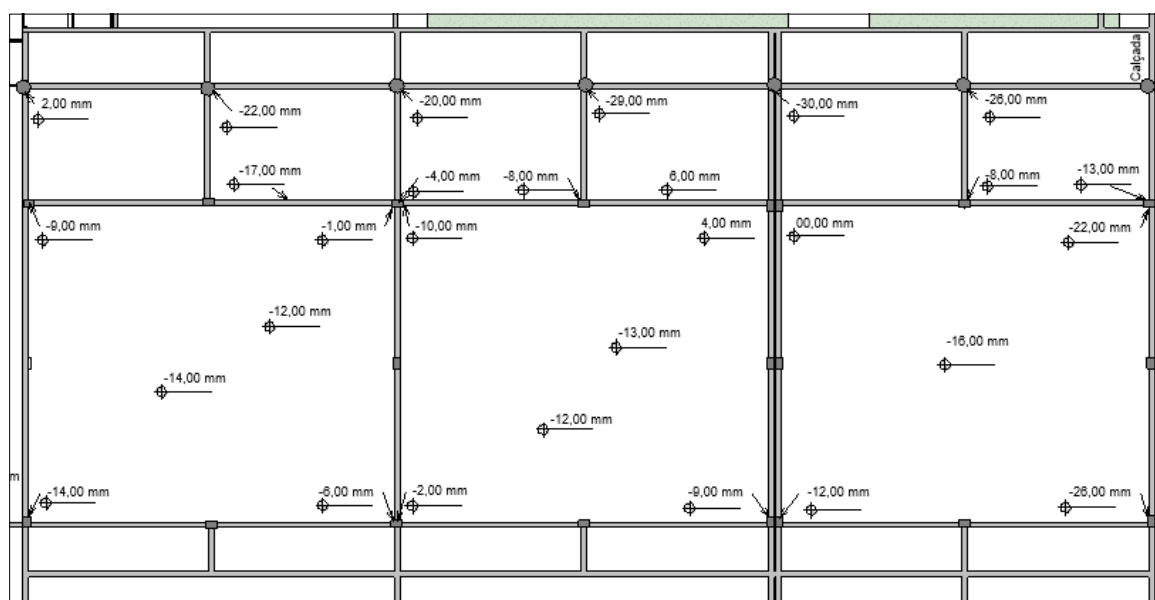 Calçada
2,00 mm
-22,00 mm
-20,00 mm
-29,00 mm
-30,00 mm
-26,00 mm
-17,00 mm
-4,00 mm
-8,00 mm
6,00 mm
-8,00 mm
-13,00 mm
-9,00 mm
-1,00 mm
-10,00 mm
4,00 mm
00,00 mm
-22,00 mm
-12,00 mm
-13,00 mm
-16,00 mm
-14,00 mm
-12,00 mm
m
-14,00 mm
-6,00 mm
-2,00 mm
-9,00 mm
-12,00 mm
-26,00 mm